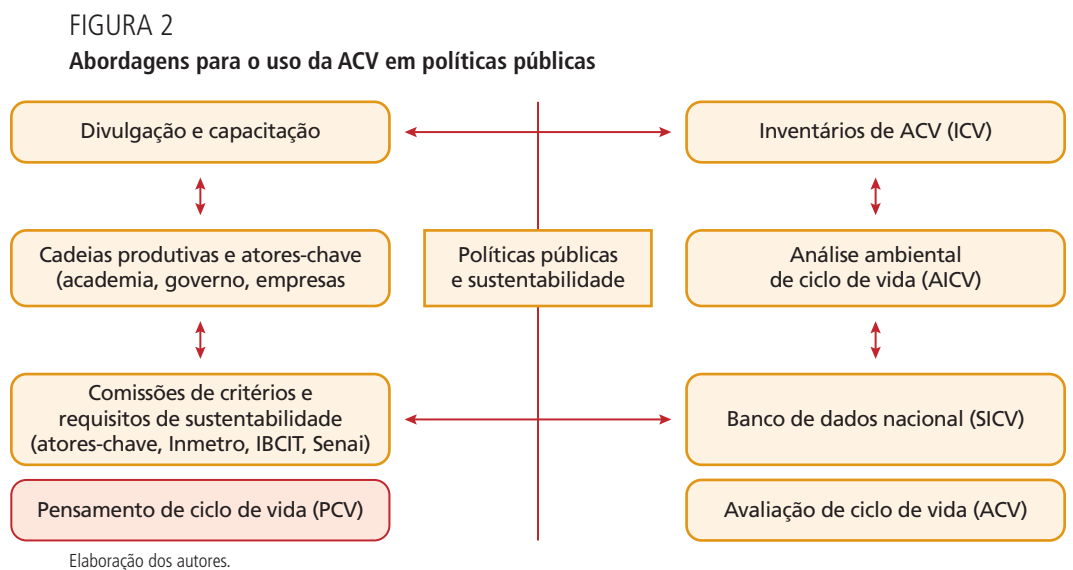 FIGURA 2
Abordagens para o uso da ACV em políticas públicas
Divulgação e capacitação
Inventários de ACV (ICV)
Cadeias produtivas e atores-chave
(academia, governo, empresas
Políticas públicas
e sustentabilidade
Análise ambiental
de ciclo de vida (AICV)
Comissões de critérios e
requisitos de sustentabilidade
(atores-chave, Inmetro, IBCIT, Senai)
Banco de dados nacional (SICV)
Pensamento de ciclo de vida (PCV)
Avaliação de ciclo de vida (ACV)
Elaboração dos autores.